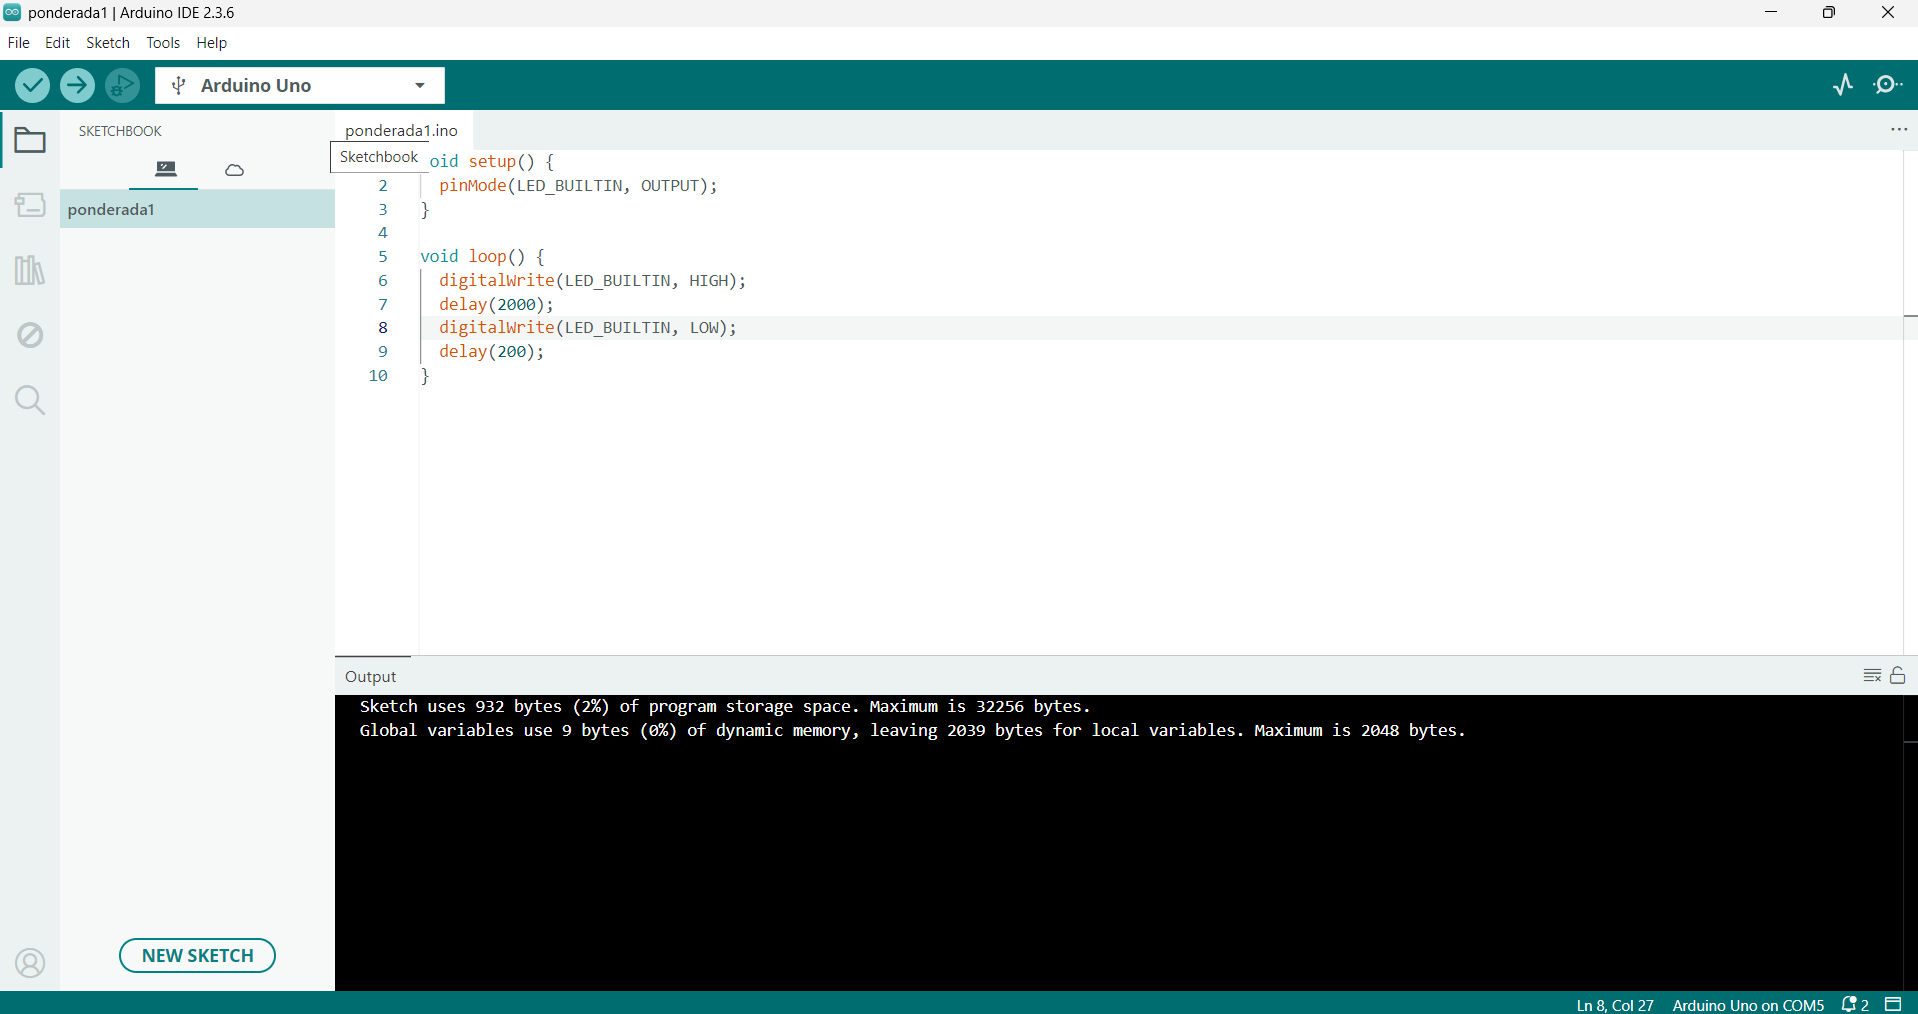 ponderada1 | Arduino IDE 2.3.6
File Edit Sketch Tools Help
Arduino Uno
SKETCHBOOK
ponderada1
NEW SKETCH
ponderada1.ino
Sketchbook
oid setup() {
2 pinMode(LED_BUILTIN, OUTPUT);
3 }
4
5 void loop() {
6 digitalWrite(LED_BUILTIN, HIGH);
7 delay(2000);
8 digitalWrite(LED_BUILTIN, LOW);
9 delay(200);
10 }
Output
Sketch uses 932 bytes (2%) of program storage space. Maximum is 32256 bytes.
Global variables use 9 bytes (0%) of dynamic memory, leaving 2039 bytes for local variables. Maximum is 2048 bytes.
Ln 8, Col 27 Arduino Uno on COM5 2